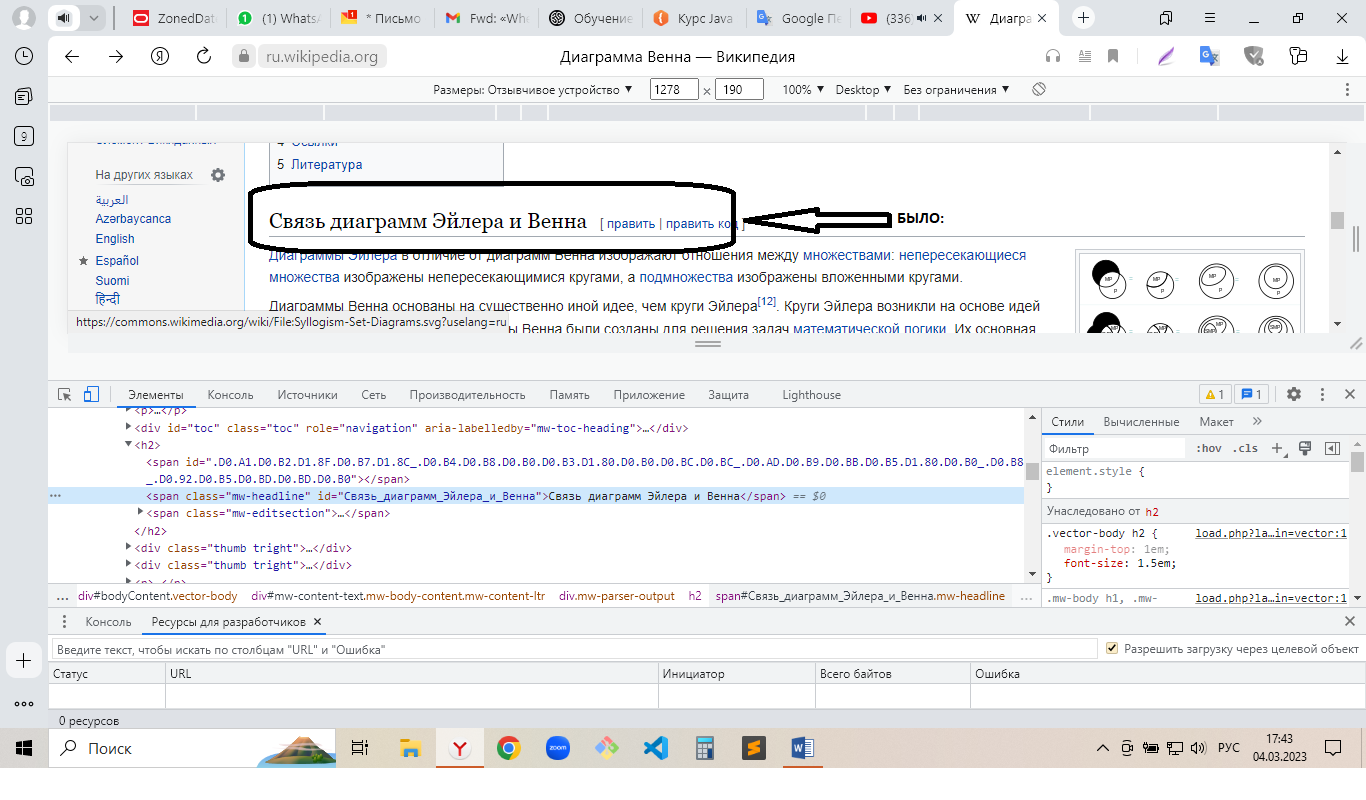 ZonedDat
(1) WhatsA
* Письмо
Fwd: «Whe
Обучение
Курс Java
Google Пе
(336
Диагра
ru.wikipedia.org
Диаграмма Венна — Википедия
Размеры: Отзывчивое устройство ▼ 1278 × 190 100% ▼ Desktop ▼ Без ограничения ▼
9
4 Ссылки
5 Литература
На других языках
العربية
Azərbaycanca
English
Español
Suomi
हिन्दी
Связь диаграмм Эйлера и Венна [ править | править код ]
БЫЛО:
Диаграммы Эйлера в отличие от диаграмм Венна изображают отношения между множествами: непересекающиеся
множества изображены непересекающимися кругами, а подмножества изображены вложенными кругами.
Диаграммы Венна основаны на существенно иной идее, чем круги Эйлера[12]. Круги Эйлера возникли на основе идей
https://commons.wikimedia.org/wiki/File:Syllogism-Set-Diagrams.svg?uselang=ru
ы Венна были созданы для решения задач математической логики. Их основная
Элементы Консоль Источники Сеть Производительность Память Приложение Защита Lighthouse
1 1
<p>…</p>
<div id="toc" class="toc" role="navigation" aria-labelledby="mw-toc-heading">…</div>
<h2>
<span id=".D0.A1.D0.B2.D1.8F.D0.B7.D1.8C_.D0.B4.D0.B8.D0.B0.D0.B3.D1.80.D0.B0.D0.BC.D0.BC_.D0.AD.D0.B9.D0.BB.D0.B5.D1.80.D0.B0_.D0.B8
_.D0.92.D0.B5.D0.BD.D0.BD.D0.B0"></span>
<span class="mw-headline" id="Связь_диаграмм_Эйлера_и_Венна">Связь диаграмм Эйлера и Венна</span> == $0
<span class="mw-editsection">…</span>
</h2>
<div class="thumb tright">…</div>
<div class="thumb tright">…</div>
<p>…</p>
… div#bodyContent.vector-body div#mw-content-text.mw-body-content.mw-content-ltr div.mw-parser-output h2 span#Связь_диаграмм_Эйлера_и_Венна.mw-headline …
Стили Вычисленные Макет »
Фильтр :hov .cls +
element.style {
}
Унаследовано от h2
.vector-body h2 { load.php?la…in=vector:1
margin-top: 1em;
font-size: 1.5em;
}
.mw-body h1, .mw- load.php?la…in=vector:1
Консоль Ресурсы для разработчиков ×
Введите текст, чтобы искать по столбцам "URL" и "Ошибка"
Разрешить загрузку через целевой объект
Статус URL Инициатор Всего байтов Ошибка
0 ресурсов
Поиск
zoom
РУС
17:43
04.03.2023